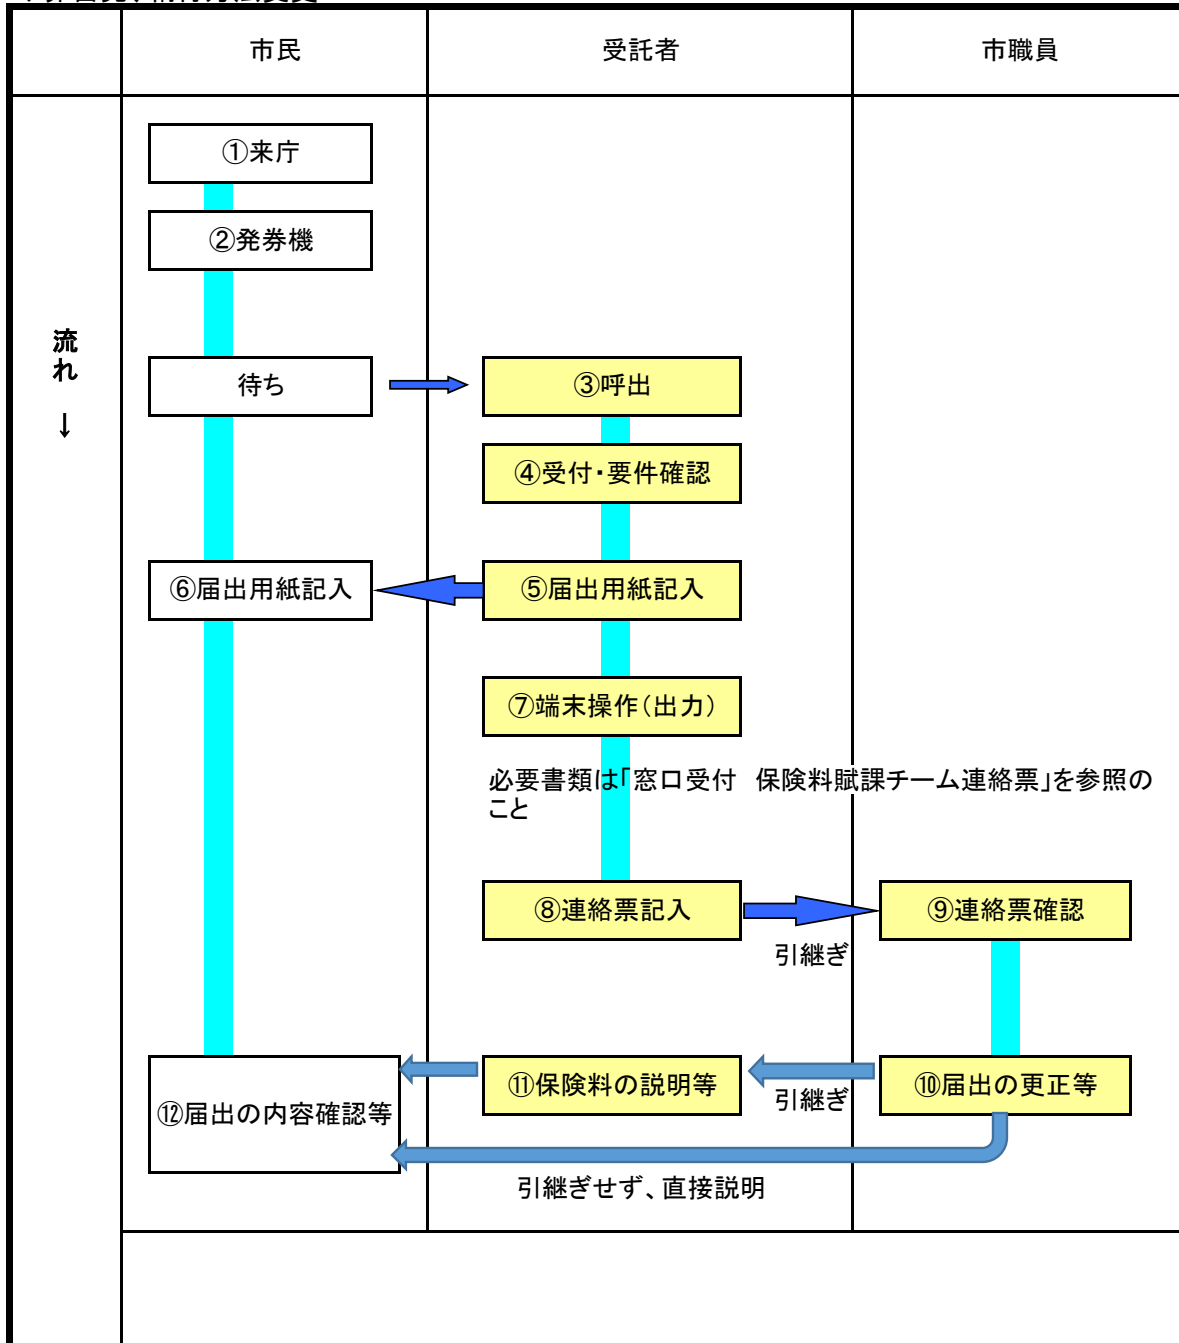 市民
受託者
市職員
流れ
↓
①来庁
②発券機
待ち
③呼出
④受付・要件確認
⑥届出用紙記入
⑤届出用紙記入
⑦端末操作(出力)
必要書類は「窓口受付　保険料賦課チーム連絡票」を参照の
こと
⑧連絡票記入
⑨連絡票確認
引継ぎ
⑪保険料の説明等
⑩届出の更正等
引継ぎ
⑫届出の内容確認等
引継ぎせず、直接説明